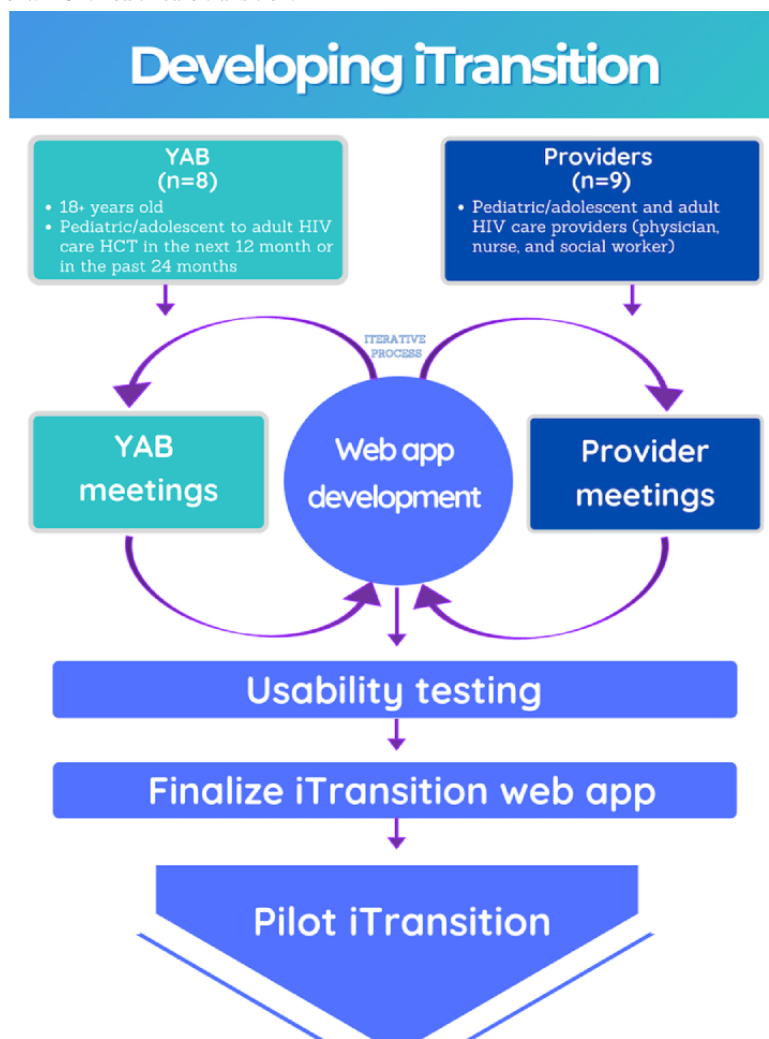 Developing iTransition
YAB
(n=8)
• 18+ years old
• Pediatric/adolescent to adult HIV
care HCT in the next 12 month or
in the past 24 months
Providers
(n=9)
• Pediatric/adolescent and adult
HIV care providers (physician,
nurse, and social worker)
ITERATIVE
PROCESS
YAB
meetings
Web app
development
Provider
meetings
Usability testing
Finalize iTransition web app
Pilot iTransition